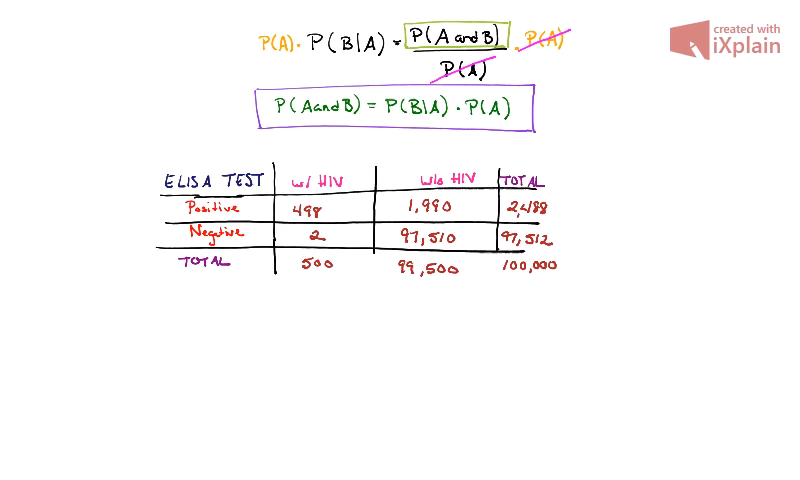 created with
iXplain
P(A) · P(B|A) = P(A and B) / P(A) · P(A)
P(A and B) = P(B|A) · P(A)
ELISA TEST w/ HIV w/o HIV TOTAL
Positive 498 1,990 2,488
Negative 2 97,510 97,512
TOTAL 500 99,500 100,000